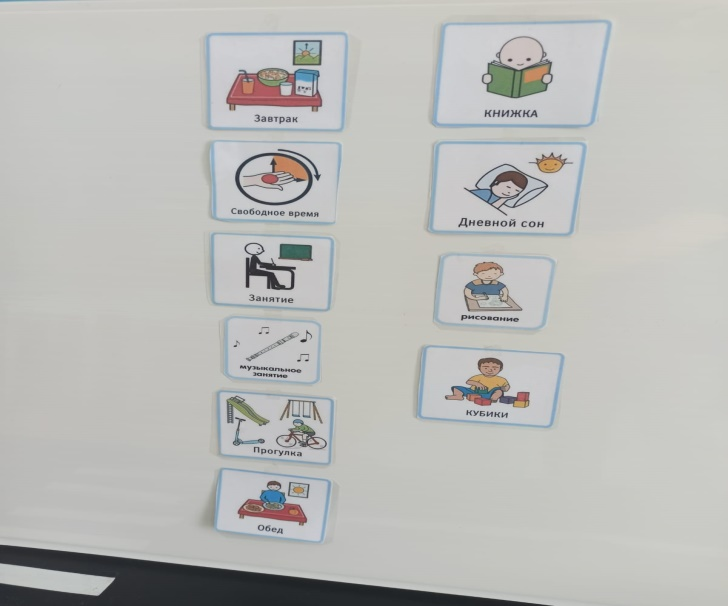 Завтрак
Свободное время
Занятие
музыкальное
занятие
Прогулка
Обед
КНИЖКА
Дневной сон
рисование
КУБИКИ